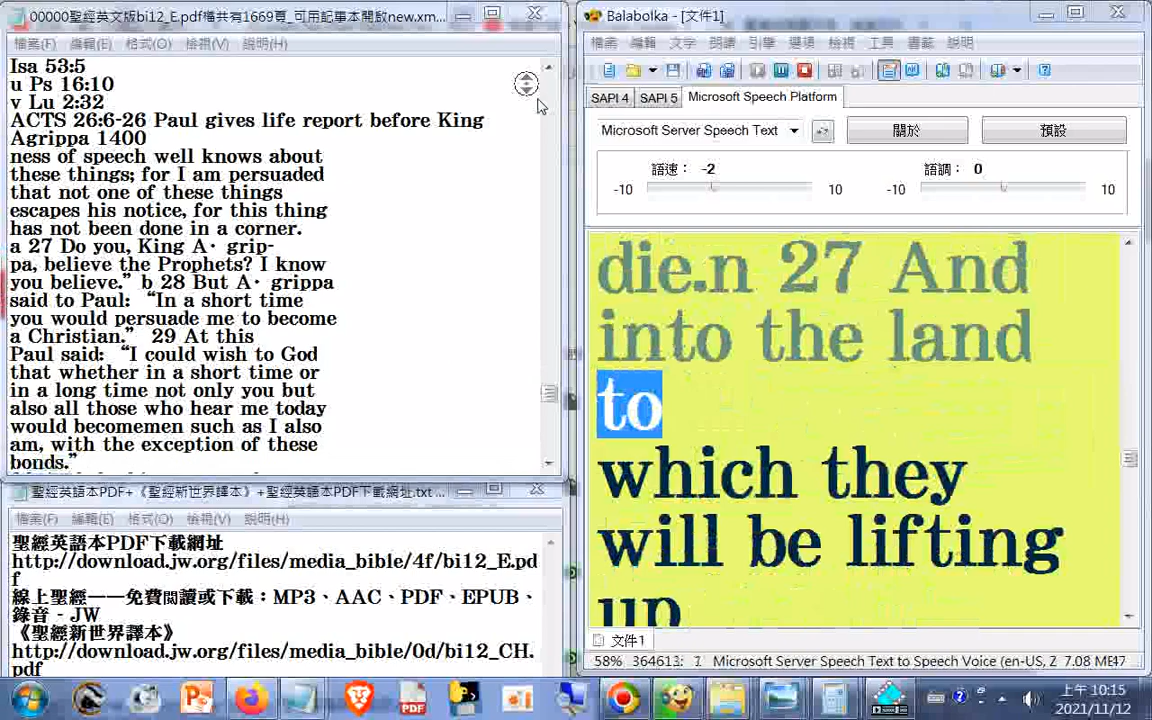 00000聖經英文版bi12_E.pdf檔共有1669頁_可用記事本開啟new.xm...
檔案(F) 編輯(E) 格式(O) 檢視(V) 說明(H)
Isa 53:5
u Ps 16:10
v Lu 2:32
ACTS 26:6-26 Paul gives life report before King
Agrippa 1400
ness of speech well knows about
these things; for I am persuaded
that not one of these things
escapes his notice, for this thing
has not been done in a corner.
a 27 Do you, King A· grip-
pa, believe the Prophets? I know
you believe.” b 28 But A· grippa
said to Paul: “In a short time
you would persuade me to become
a Christian.” 29 At this
Paul said: “I could wish to God
that whether in a short time or
in a long time not only you but
also all those who hear me today
would becomemen such as I also
am, with the exception of these
bonds.”
聖經英語本PDF+《聖經新世界譯本》+聖經英語本PDF下載網址.txt ...
檔案(F) 編輯(E) 格式(O) 檢視(V) 說明(H)
聖經英語本PDF下載網址
http://download.jw.org/files/media_bible/4f/bi12_E.pd
f
線上聖經——免費閱讀或下載：MP3、AAC、PDF、EPUB、
錄音 - JW
《聖經新世界譯本》
http://download.jw.org/files/media_bible/0d/bi12_CH.
pdf
Balabolka - [文件1]
檔案 編輯 文字 朗讀 引擎 選項 檢視 工具 書籤 說明
SAPI 4 SAPI 5 Microsoft Speech Platform
Microsoft Server Speech Text 關於 預設
語速： -2 語調： 0
-10 10 -10 10
die.n 27 And
into the land
to
which they
will be lifting
up
文件1
58% 364613: 1 Microsoft Server Speech Text to Speech Voice (en-US, Z 7.08 ME47
上午 10:15
2021/11/12